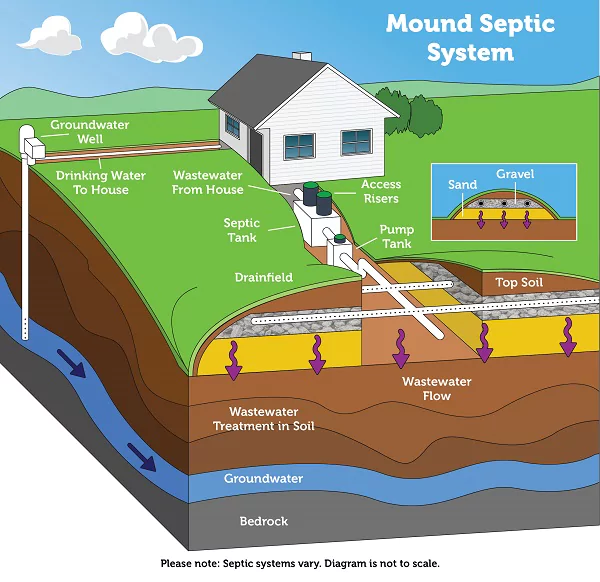 Mound Septic
System
Groundwater
Well
Drinking Water
To House
Wastewater
From House
Access
Risers
Septic
Tank
Pump
Tank
Gravel
Sand
Drainfield
Top Soil
Wastewater
Flow
Wastewater
Treatment in Soil
Groundwater
Bedrock
Please note: Septic systems vary. Diagram is not to scale.